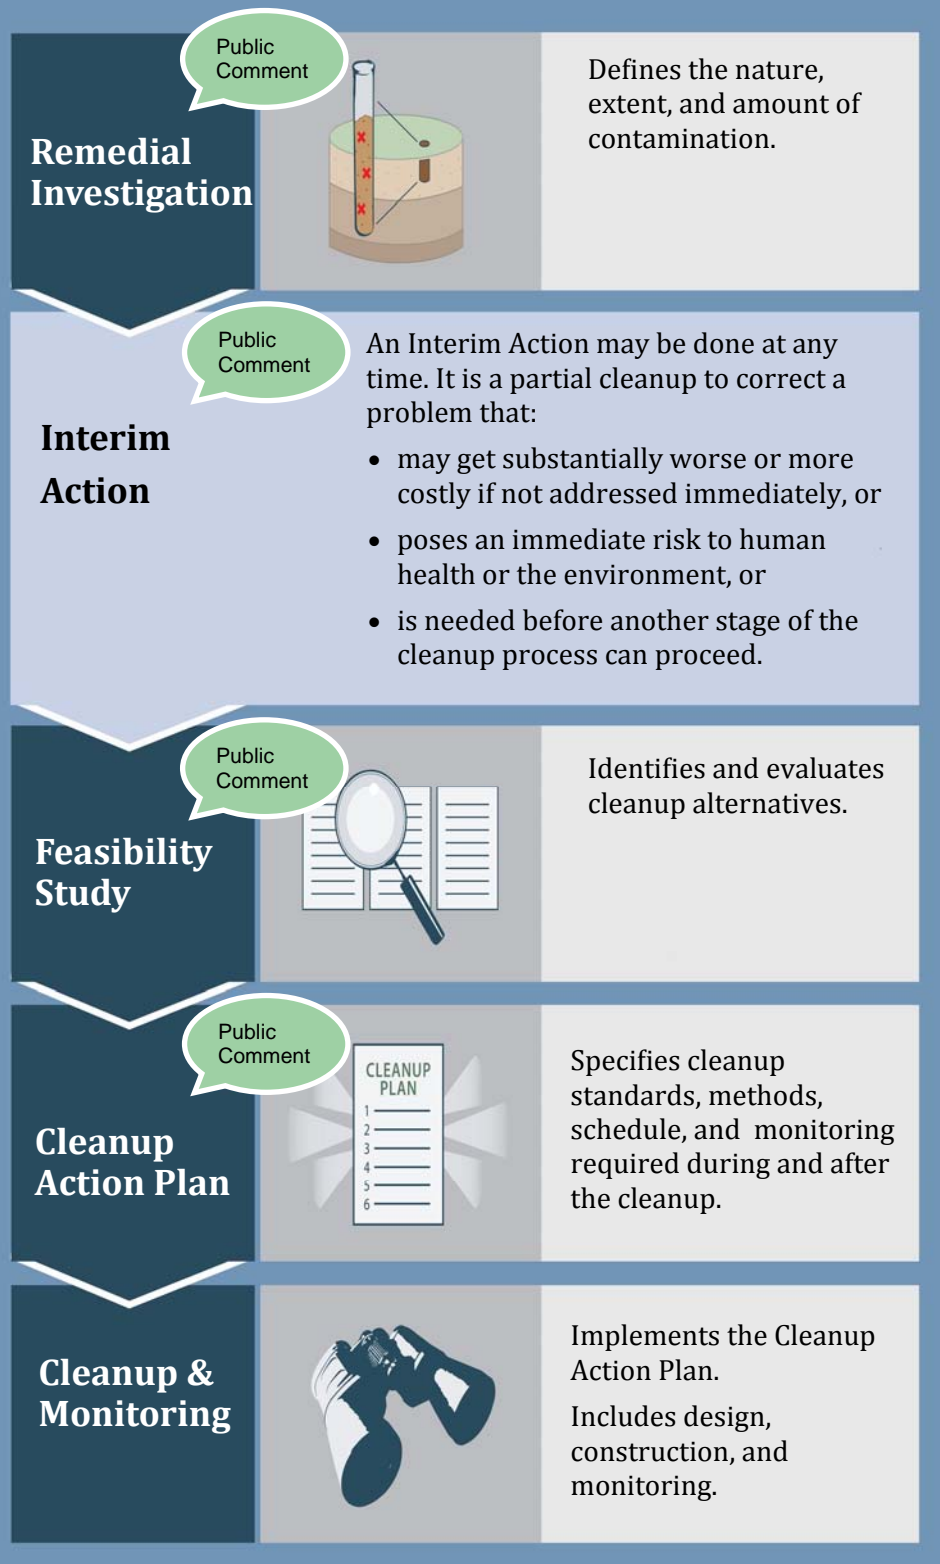 Public
Comment
Remedial
Investigation
Defines the nature,
extent, and amount of
contamination.
Public
Comment
Interim
Action
An Interim Action may be done at any
time. It is a partial cleanup to correct a
problem that:
• may get substantially worse or more
costly if not addressed immediately, or
• poses an immediate risk to human
health or the environment, or
• is needed before another stage of the
cleanup process can proceed.
Public
Comment
Feasibility
Study
Identifies and evaluates
cleanup alternatives.
Public
Comment
Cleanup
Action Plan
CLEANUP
PLAN
1
2
3
4
5
6
Specifies cleanup
standards, methods,
schedule, and monitoring
required during and after
the cleanup.
Cleanup &
Monitoring
Implements the Cleanup
Action Plan.
Includes design,
construction, and
monitoring.